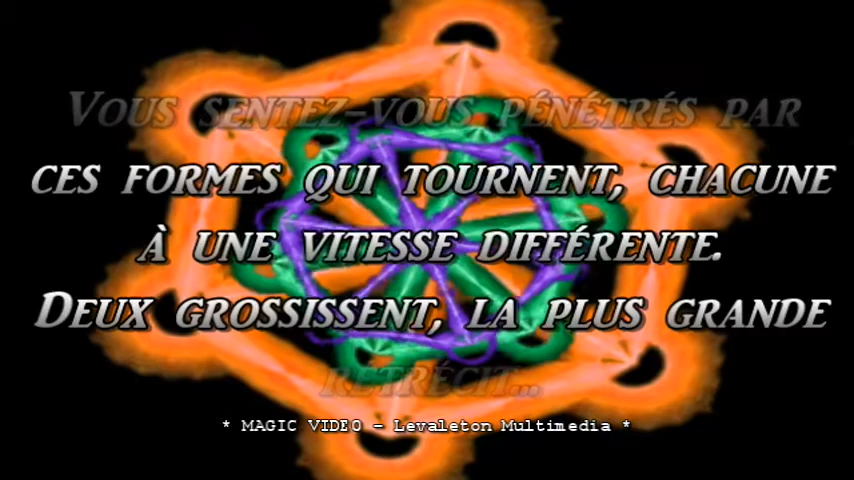 Vous sentez-vous pénétrés par
ces formes qui tournent, chacune
à une vitesse différente.
Deux grossissent, la plus grande
rétrécit...
* MAGIC VIDEO - Levaleton Multimedia *